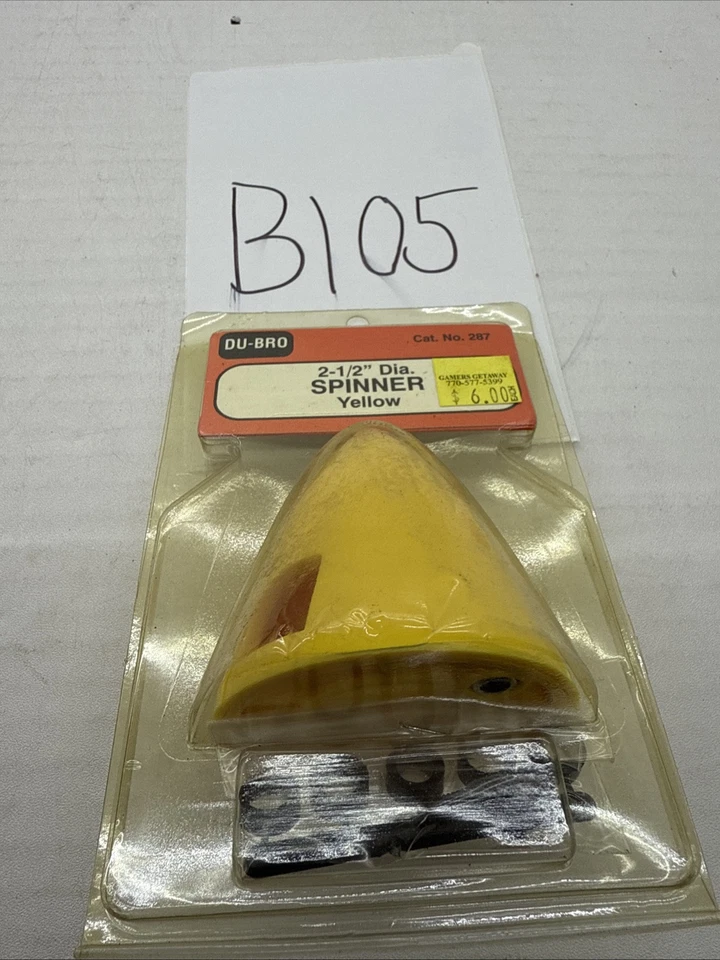 B105
DU-BRO
Cat. No. 287
2-1/2" Dia.
SPINNER
Yellow
GAMERS GETAWAY
770-577-5399
$ 6.00